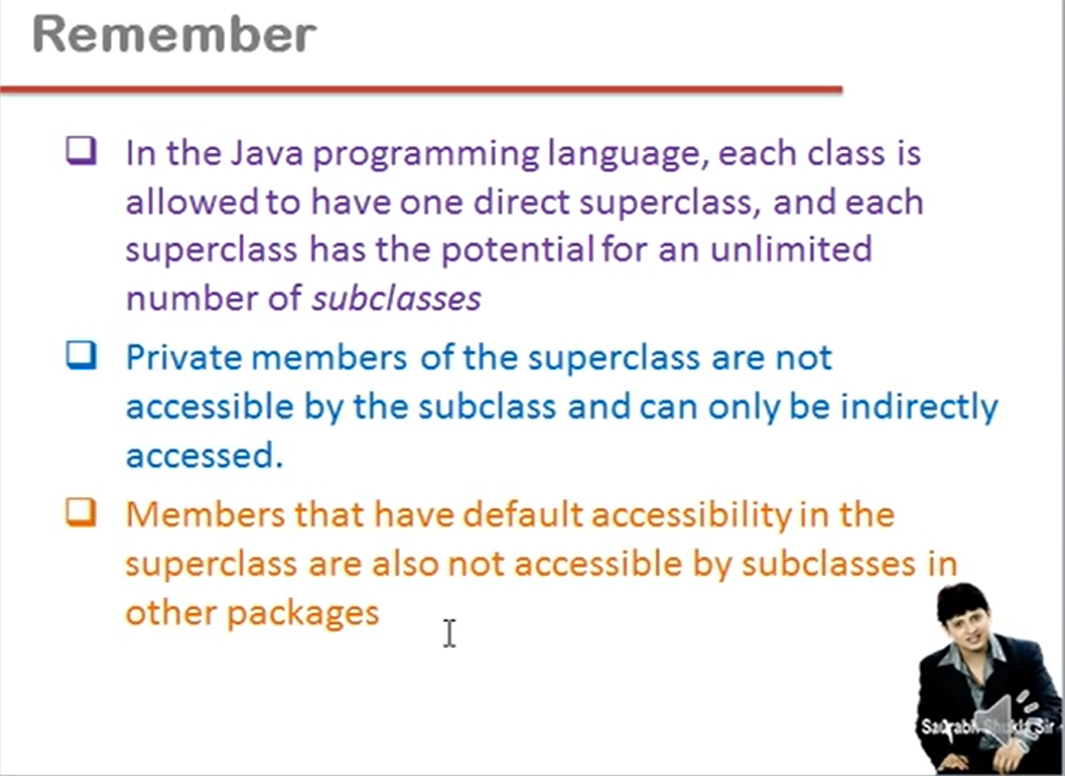 Remember
In the Java programming language, each class is
allowed to have one direct superclass, and each
superclass has the potential for an unlimited
number of subclasses
Private members of the superclass are not
accessible by the subclass and can only be indirectly
accessed.
Members that have default accessibility in the
superclass are also not accessible by subclasses in
other packages
Saurabh Shukla Sir